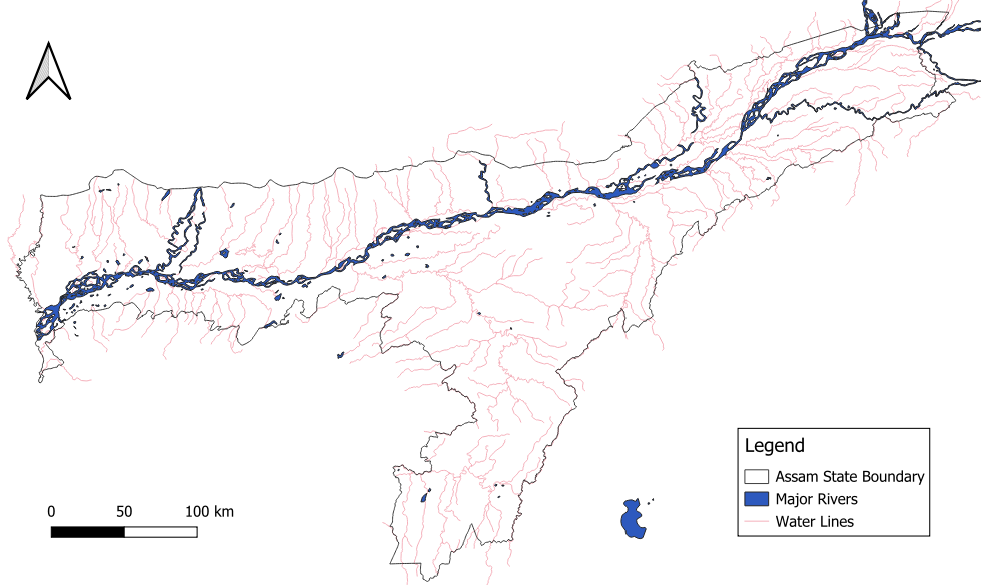 0 50 100 km
Legend
Assam State Boundary
Major Rivers
Water Lines